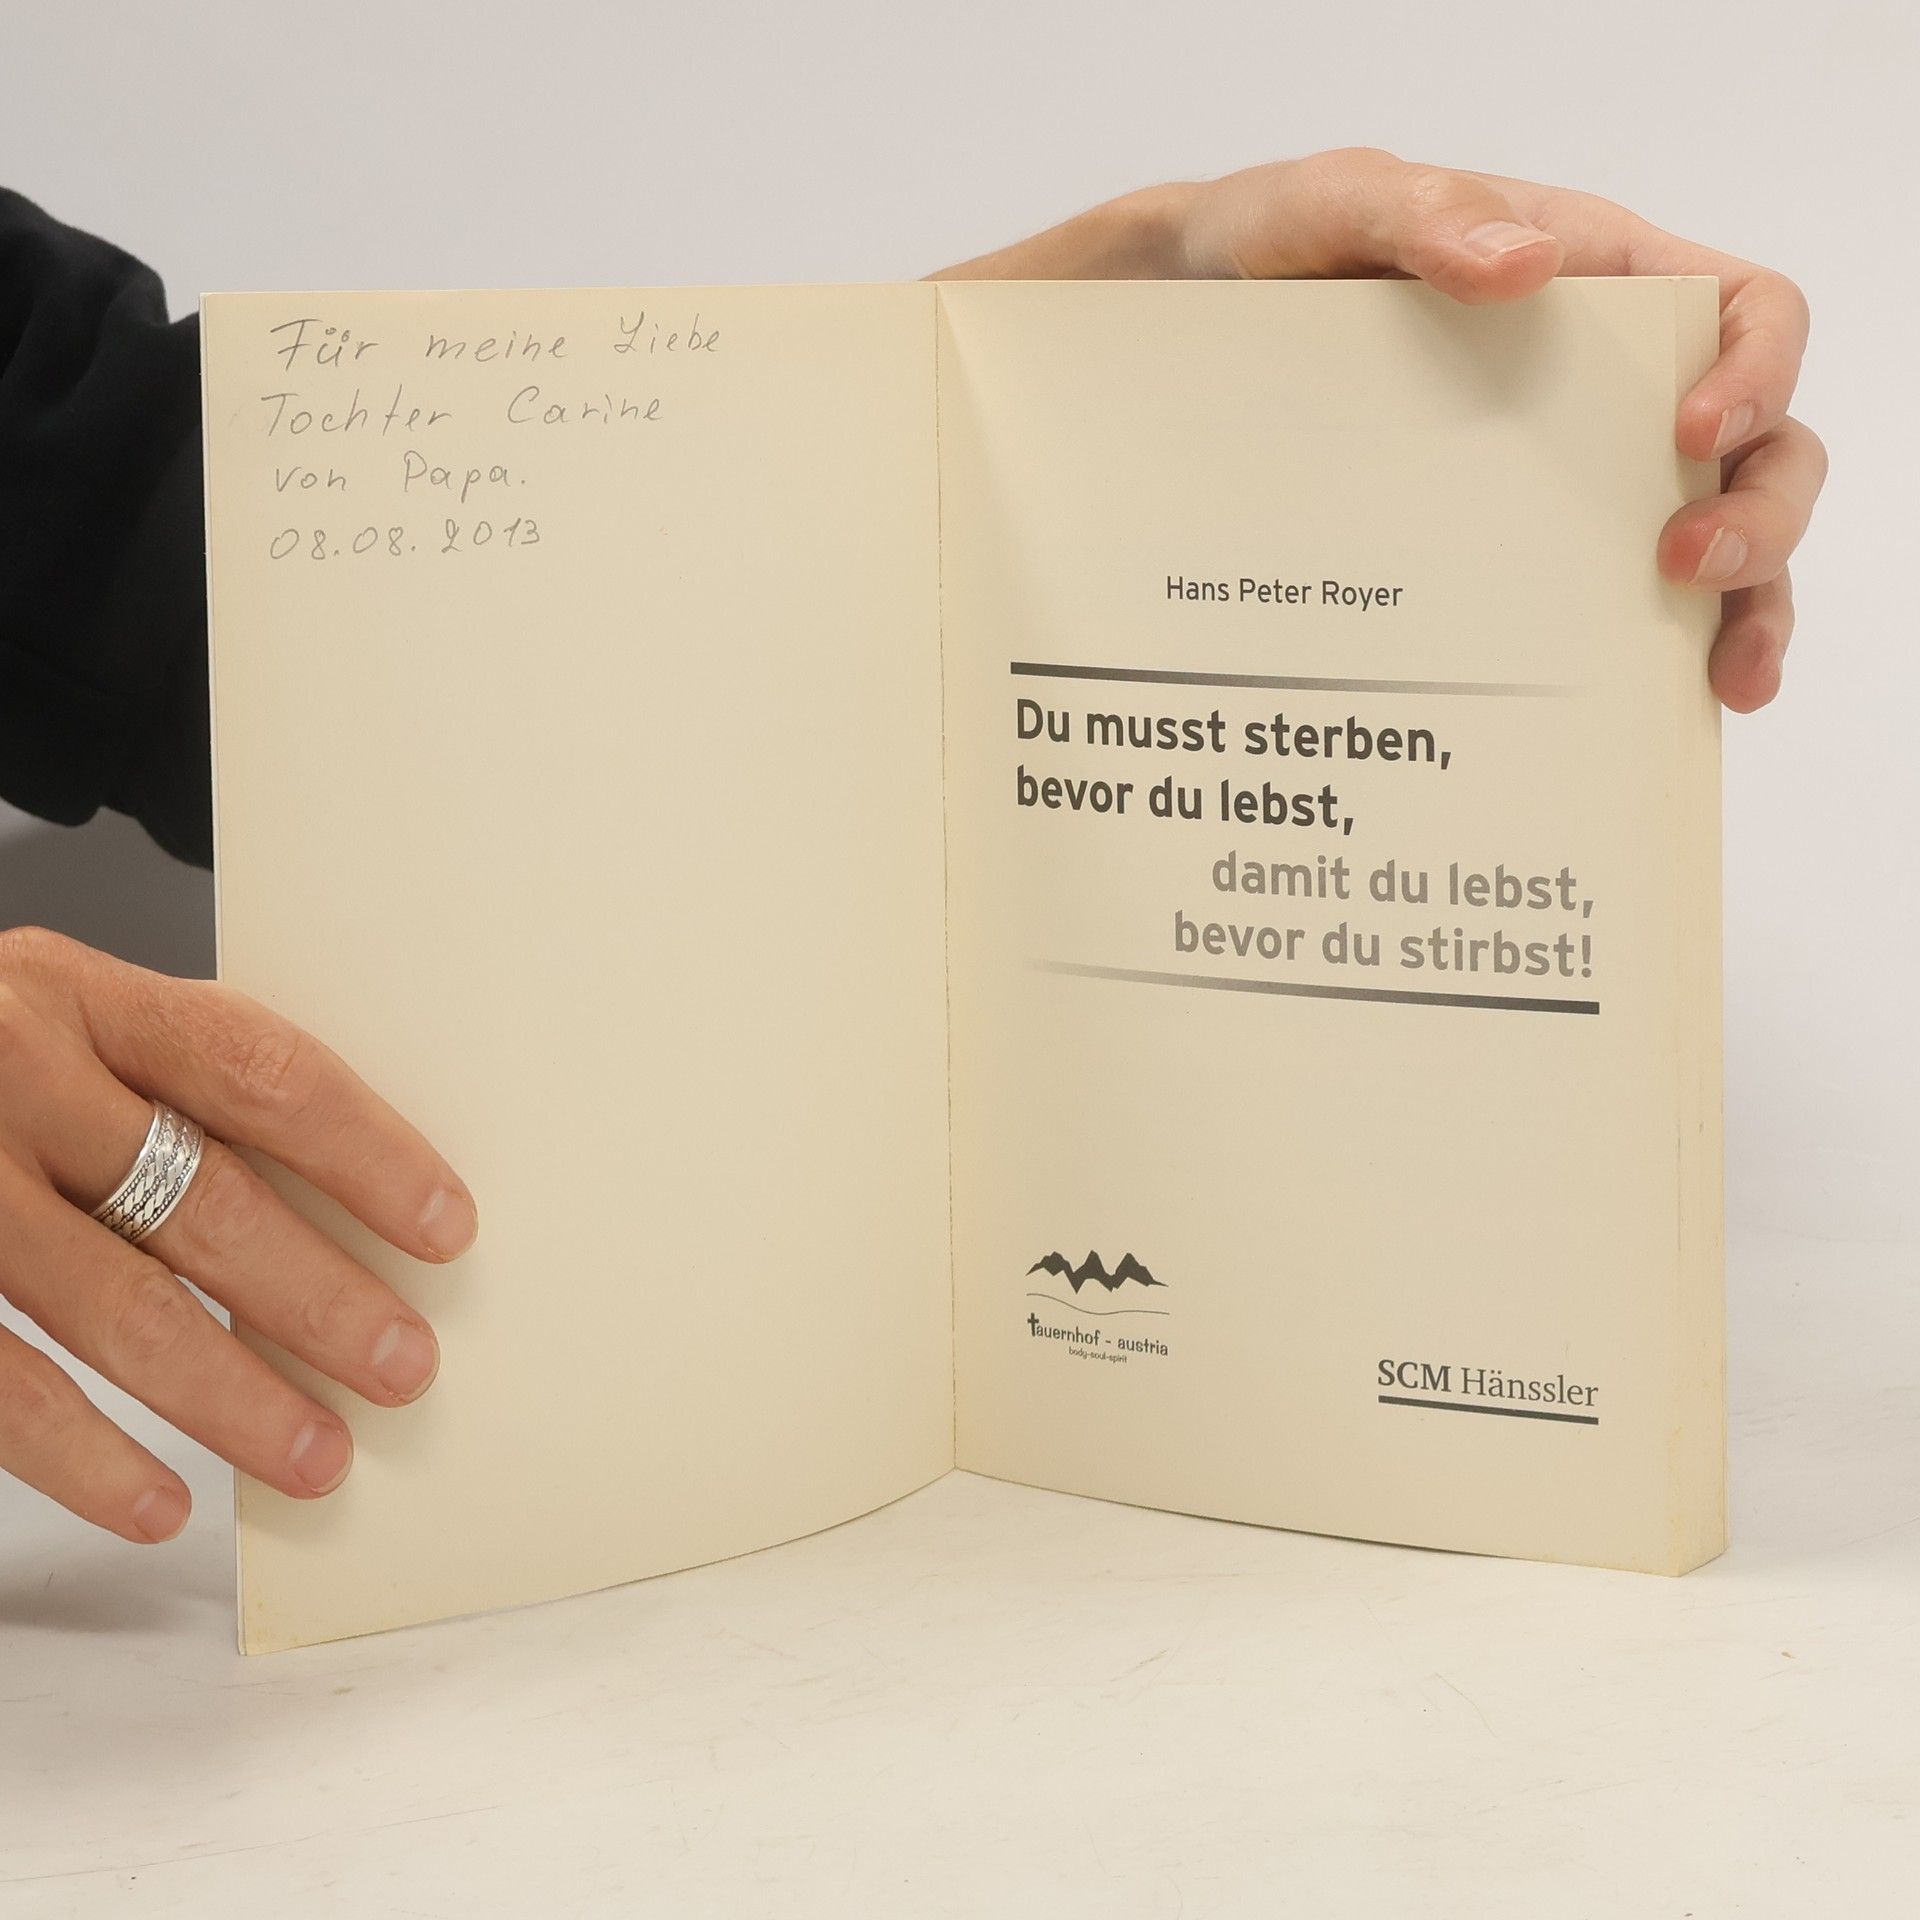 Für meine Liebe
Tochter Carine
von Papa.
08.08.2013
Hans Peter Royer
Du musst sterben,
bevor du lebst,
damit du lebst,
bevor du stirbst!
tauernhof - austria
body-soul-spirit
SCM Hänssler